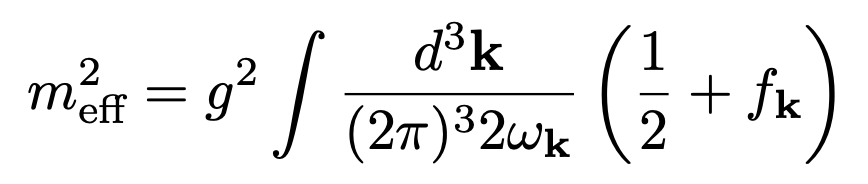 $m_{\text{eff}}^2 = g^2 \int \frac{d^3\mathbf{k}}{(2\pi)^3 2\omega_{\mathbf{k}}} \left( \frac{1}{2} + f_{\mathbf{k}} \right)$